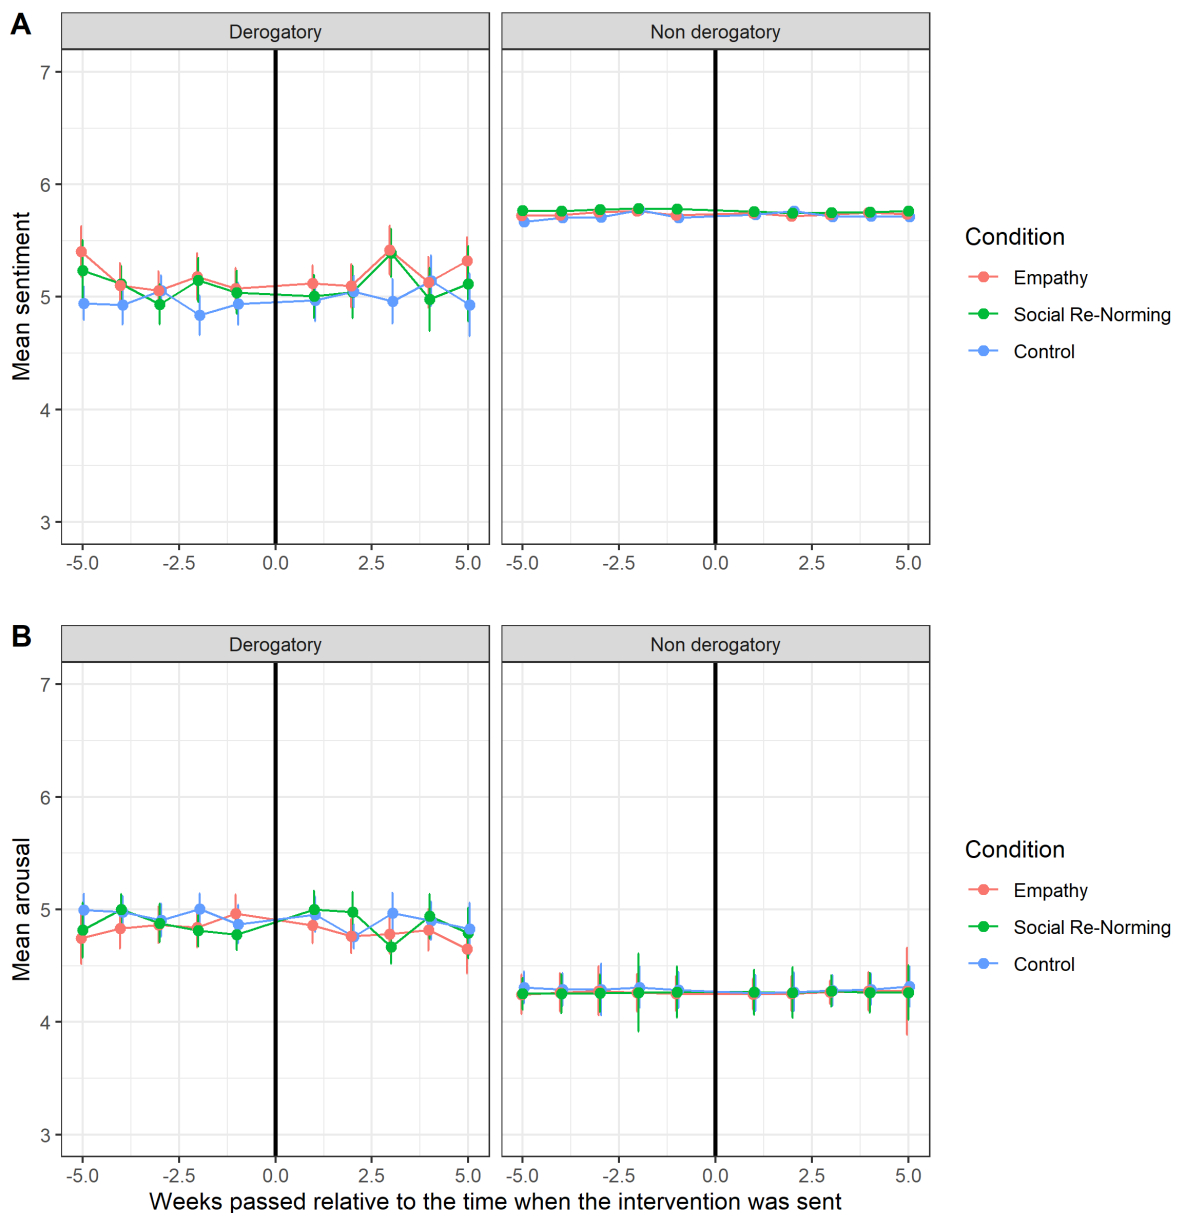 A
Derogatory
Non derogatory
Mean sentiment
7
6
5
4
3
-5.0 -2.5 0.0 2.5 5.0
-5.0 -2.5 0.0 2.5 5.0
Condition
Empathy
Social Re-Norming
Control
B
Derogatory
Non derogatory
Mean arousal
7
6
5
4
3
-5.0 -2.5 0.0 2.5 5.0
-5.0 -2.5 0.0 2.5 5.0
Weeks passed relative to the time when the intervention was sent
Condition
Empathy
Social Re-Norming
Control